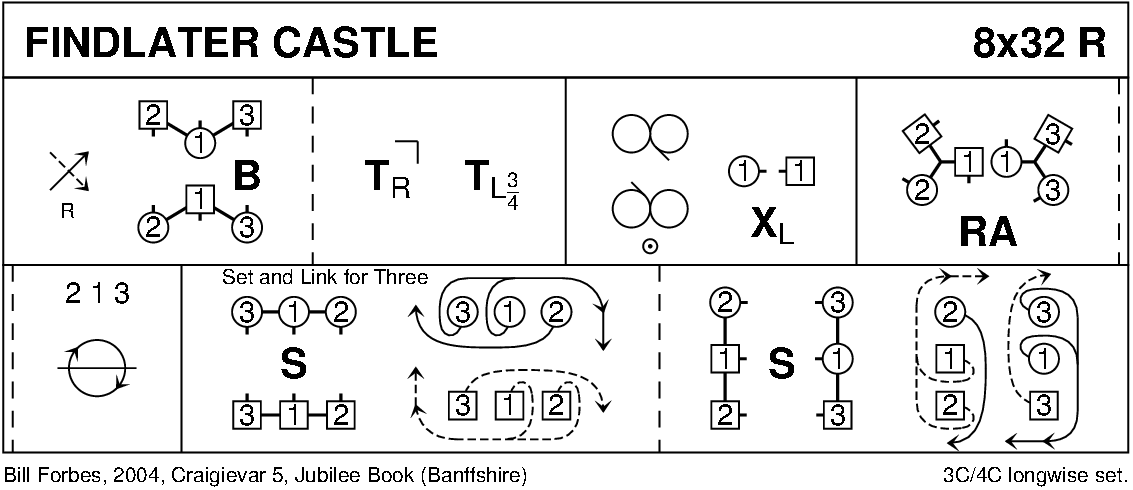 FINDLATER CASTLE 8x32 R
2 3
1 B
1
2 3
R
TR TL3/4
1 1
XL
2 3
1 1
2 3
RA
2 1 3
Set and Link for Three
3 1 2 3 1 2
S
3 1 2 3 1 2
2 3 2 3
1 S 1 1 1
2 3 2 3
Bill Forbes, 2004, Craigievar 5, Jubilee Book (Banffshire) 3C/4C longwise set.